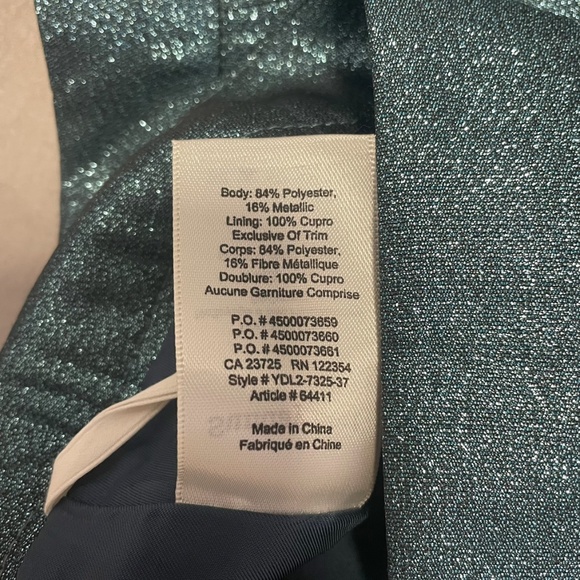 Body: 84% Polyester,
16% Metallic
Lining: 100% Cupro
Exclusive Of Trim
Corps: 84% Polyester,
16% Fibre Métallique
Doublure: 100% Cupro
Aucune Garniture Comprise
P.O. # 4500073659
P.O. # 4500073660
P.O. # 4500073661
CA 23725 RN 122354
Style # YDL2-7325-37
Article # 64411
Made in China
Fabriqué en Chine